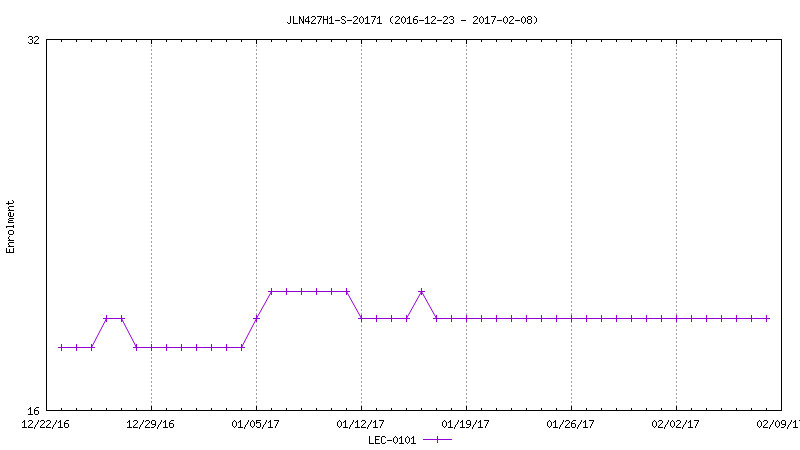 JLN427H1-S-20171 (2016-12-23 - 2017-02-08)
32
Enrolment
16
12/22/16 12/29/16 01/05/17 01/12/17 01/19/17 01/26/17 02/02/17 02/09/1
LEC-0101